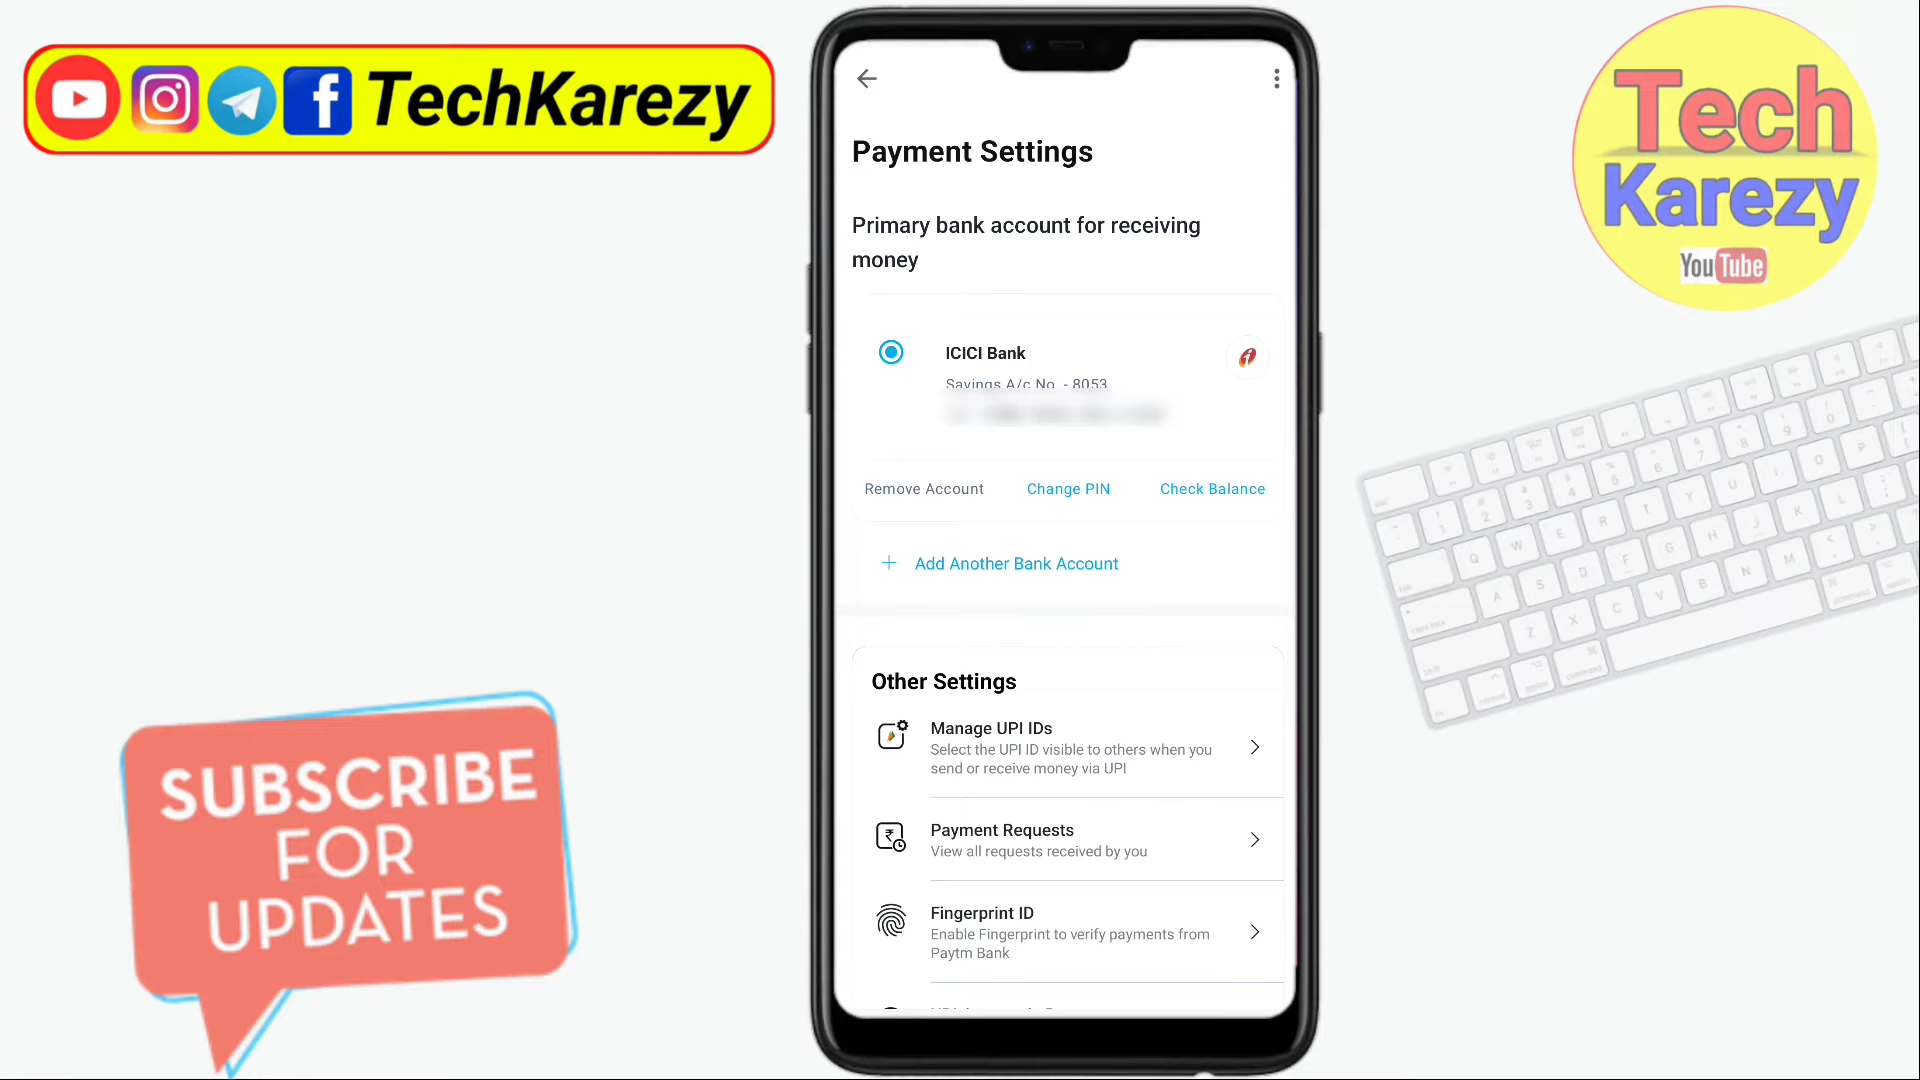 TechKarezy
Tech
Karezy
YouTube
Payment Settings
Primary bank account for receiving
money
ICICI Bank
Savings A/c No. - 8053
Remove Account
Change PIN
Check Balance
Add Another Bank Account
Other Settings
Manage UPI IDs
Select the UPI ID visible to others when you
send or receive money via UPI
Payment Requests
View all requests received by you
Fingerprint ID
Enable Fingerprint to verify payments from
Paytm Bank
SUBSCRIBE
FOR
UPDATES